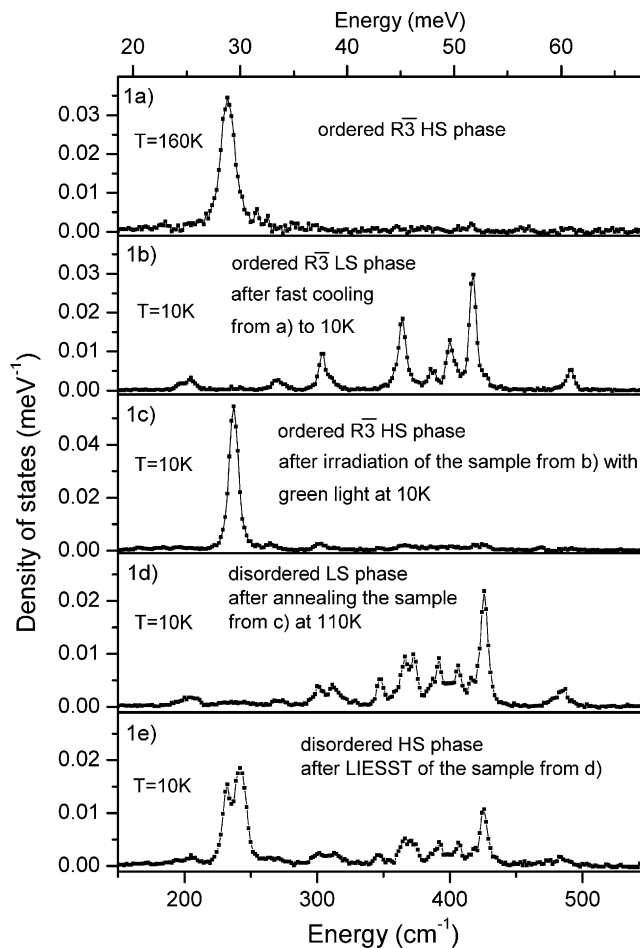 Energy (meV)
20 30 40 50 60
1a)
T=160K
ordered R3̅ HS phase
0.03
0.02
0.01
0.00
1b)
T=10K
ordered R3̅ LS phase
after fast cooling
from a) to 10K
0.03
0.02
0.01
0.00
Density of states (meV⁻¹)
1c)
T=10K
ordered R3̅ HS phase
after irradiation of the sample from b) with
green light at 10K
0.04
0.02
0.00
1d)
T=10K
disordered LS phase
after annealing the sample
from c) at 110K
0.02
0.01
0.00
1e)
T=10K
disordered HS phase
after LIESST of the sample from d)
0.02
0.01
0.00
200 300 400 500
Energy (cm⁻¹)